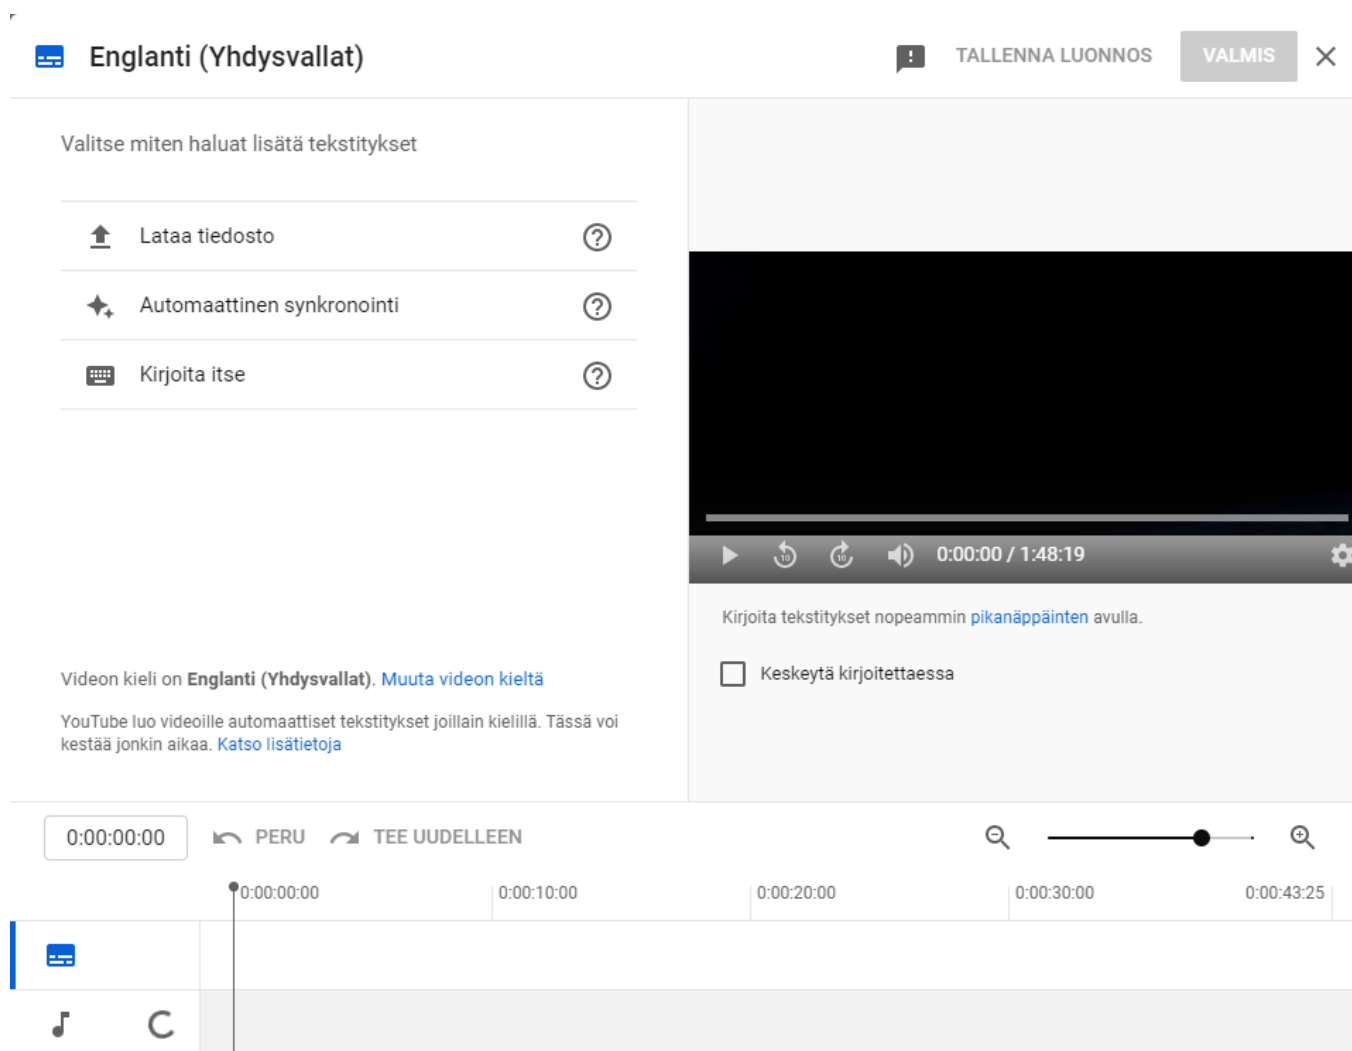 Englanti (Yhdysvallat)
TALLENNA LUONNOS
VALMIS
Valitse miten haluat lisätä tekstitykset
Lataa tiedosto
Automaattinen synkronointi
Kirjoita itse
Videon kieli on Englanti (Yhdysvallat). Muuta videon kieltä
YouTube luo videoille automaattiset tekstitykset joillain kielillä. Tässä voi
kestää jonkin aikaa. Katso lisätietoja
10
10
0:00:00 / 1:48:19
Kirjoita tekstitykset nopeammin pikanäppäinten avulla.
Keskeytä kirjoitettaessa
0:00:00:00
PERU
TEE UUDELLEEN
0:00:00:00
0:00:10:00
0:00:20:00
0:00:30:00
0:00:43:25